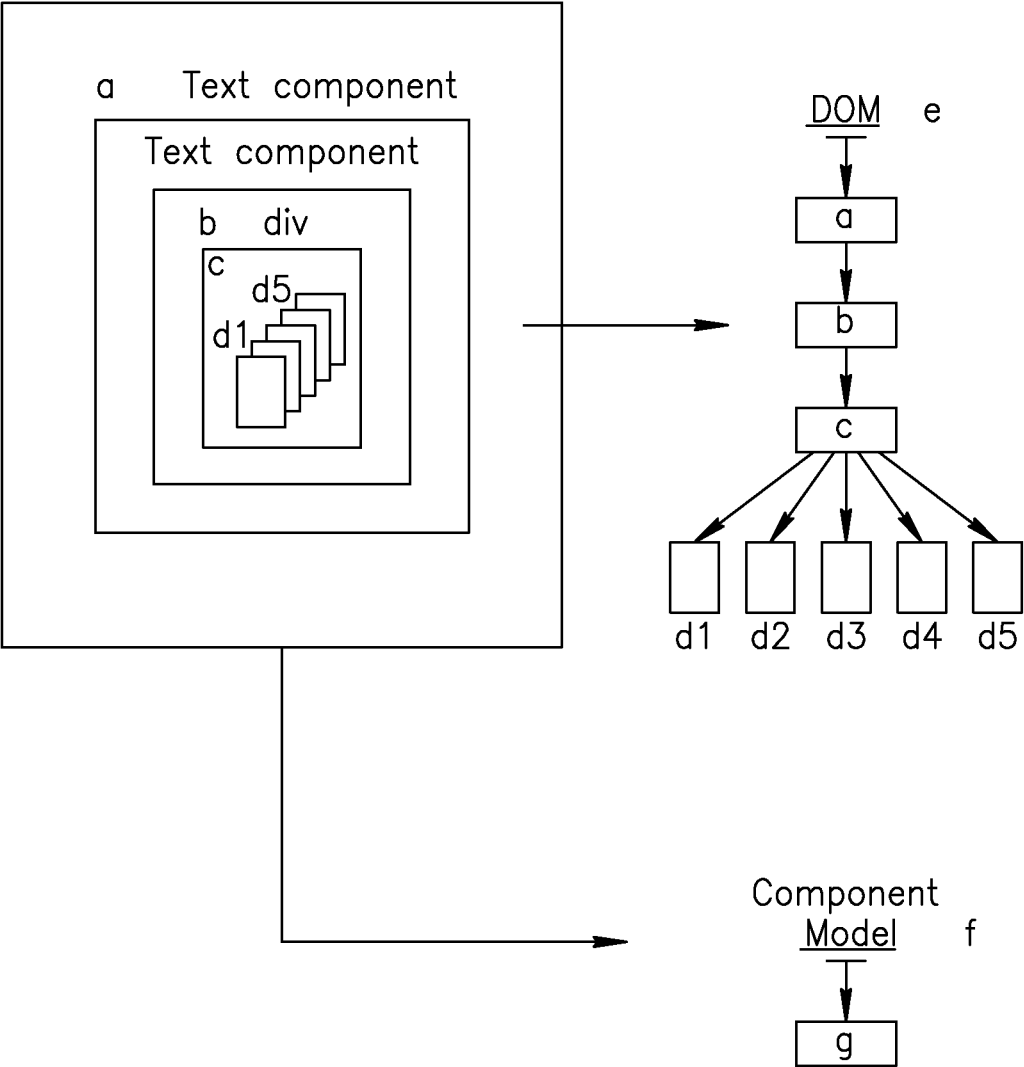 a Text component
Text component
b div
c
d5
d1
DOM e
a
b
c
d1 d2 d3 d4 d5
Component
Model f
g